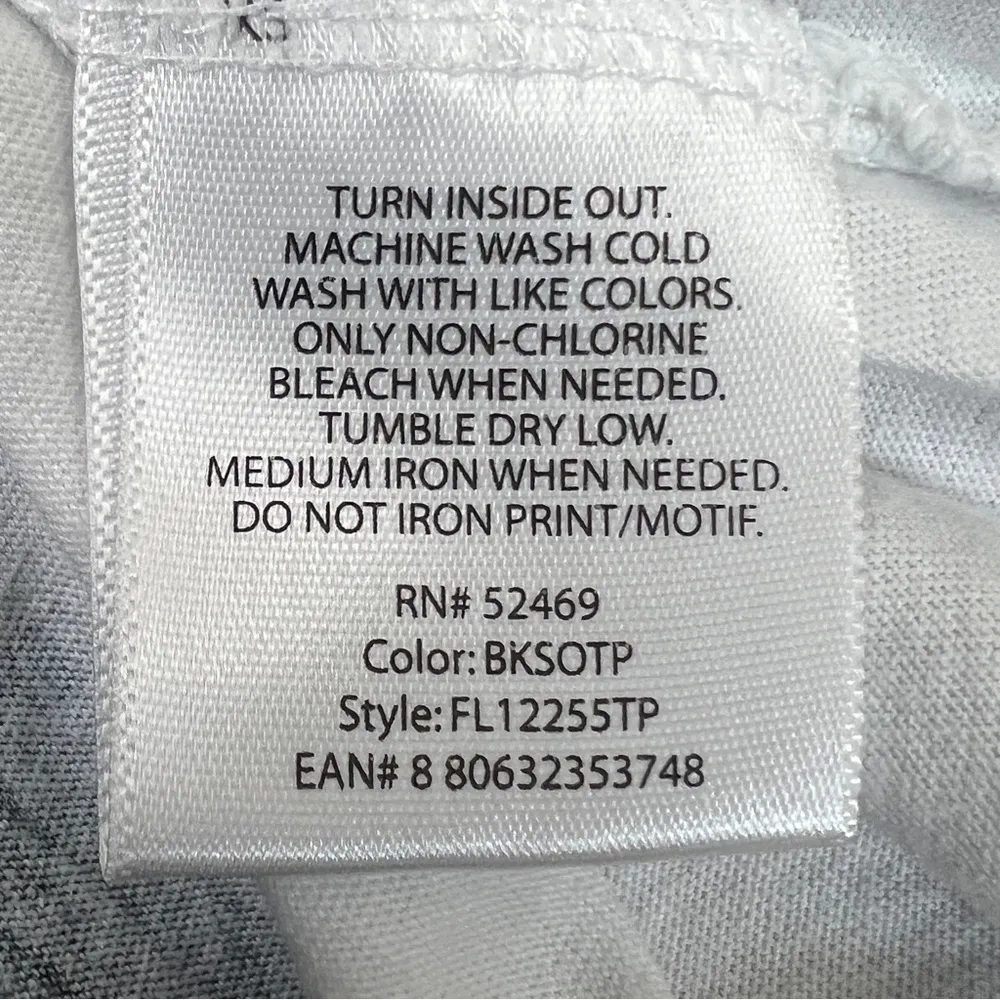 TURN INSIDE OUT.
MACHINE WASH COLD
WASH WITH LIKE COLORS.
ONLY NON-CHLORINE
BLEACH WHEN NEEDED.
TUMBLE DRY LOW.
MEDIUM IRON WHEN NEEDED.
DO NOT IRON PRINT/MOTIF.
RN# 52469
Color: BKSOTP
Style: FL12255TP
EAN# 8 80632353748